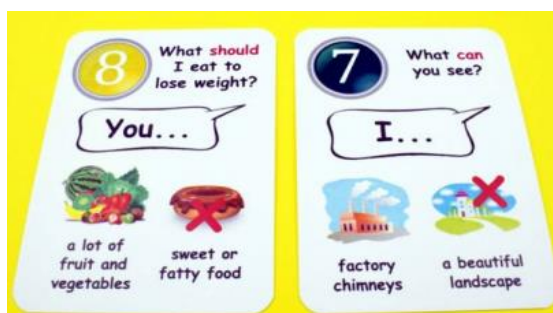 8
What should
I eat to
lose weight?
You...
a lot of
fruit and
vegetables
sweet or
fatty food
7
What can
you see?
I...
factory
chimneys
a beautiful
landscape